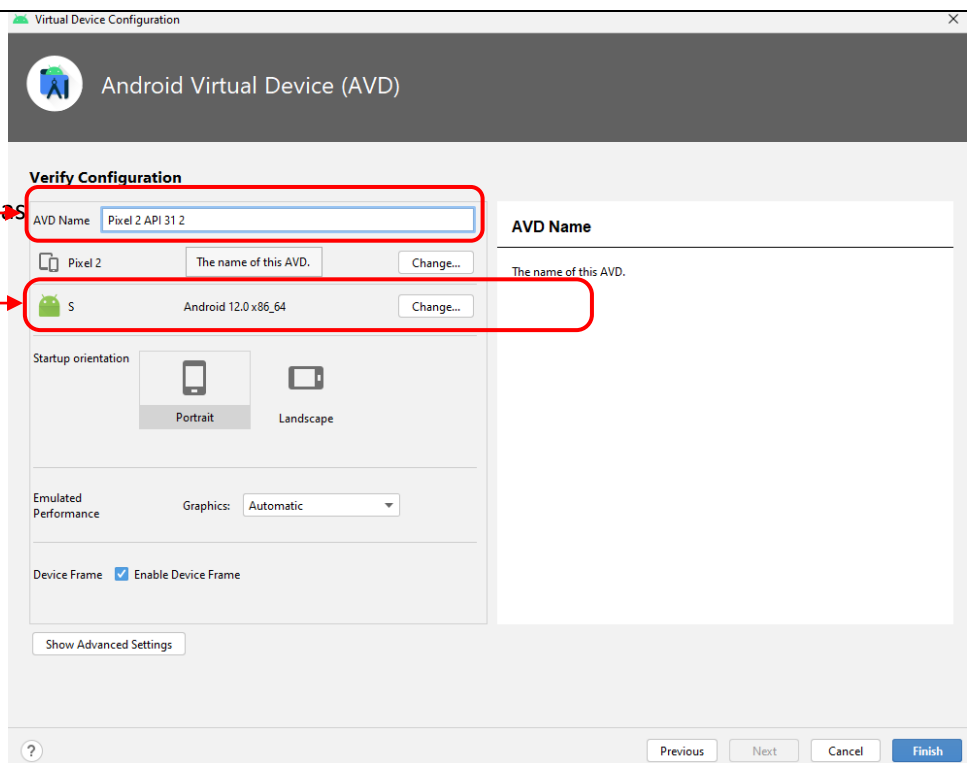 Virtual Device Configuration
Android Virtual Device (AVD)
Verify Configuration
as
AVD Name Pixel 2 API 31 2
Pixel 2 The name of this AVD. Change...
S Android 12.0 x86_64 Change...
Startup orientation
Portrait Landscape
Emulated
Performance
Graphics: Automatic
Device Frame Enable Device Frame
Show Advanced Settings
AVD Name
The name of this AVD.
? Previous Next Cancel Finish